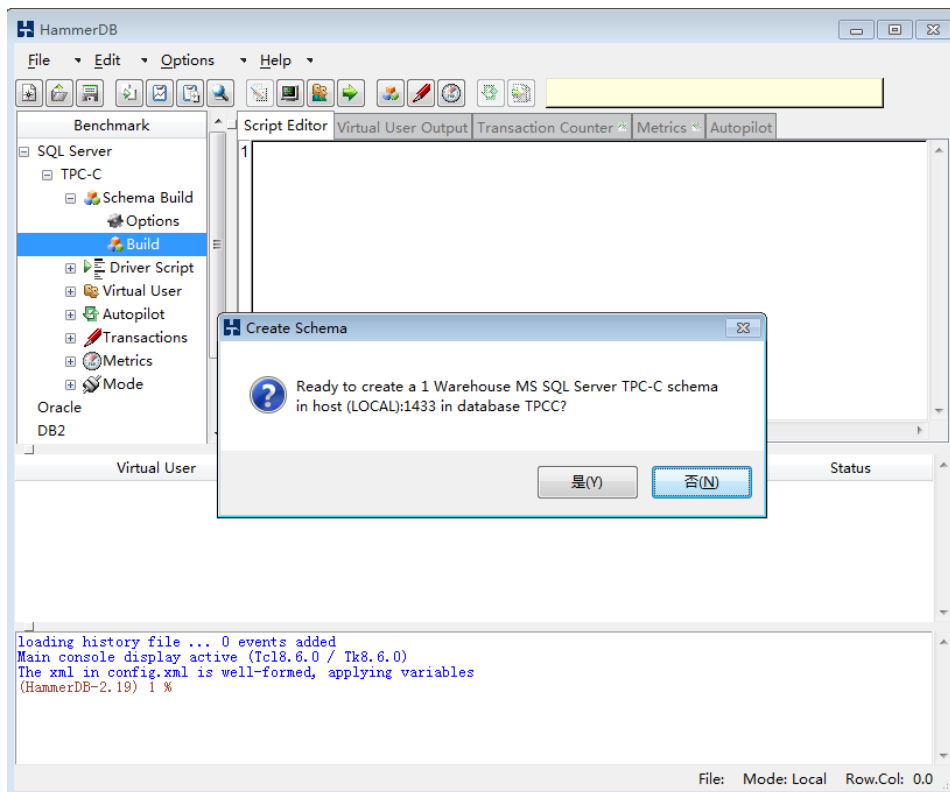 HammerDB
File Edit Options Help
Benchmark
Script Editor Virtual User Output Transaction Counter Metrics Autopilot
SQL Server
1
TPC-C
Schema Build
Options
Build
Driver Script
Virtual User
Autopilot
Transactions
Metrics
Mode
Oracle
DB2
Create Schema
Ready to create a 1 Warehouse MS SQL Server TPC-C schema
in host (LOCAL):1433 in database TPCC?
是(Y) 否(N)
Virtual User Status
loading history file ... 0 events added
Main console display active (Tcl8.6.0 / Tk8.6.0)
The xml in config.xml is well-formed, applying variables
(HammerDB-2.19) 1 %
File: Mode: Local Row.Col: 0.0